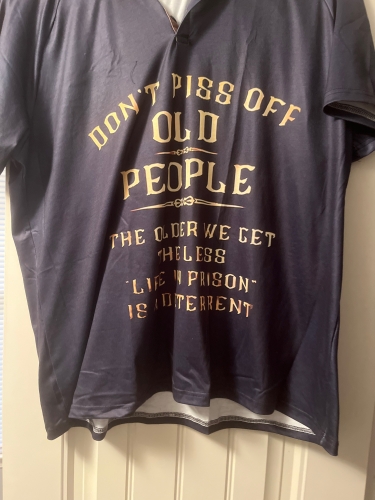 DON'T PISS OFF
OLD
PEOPLE
THE OLDER WE GET
THE LESS
"LIFE IN PRISON"
IS A DETERRENT